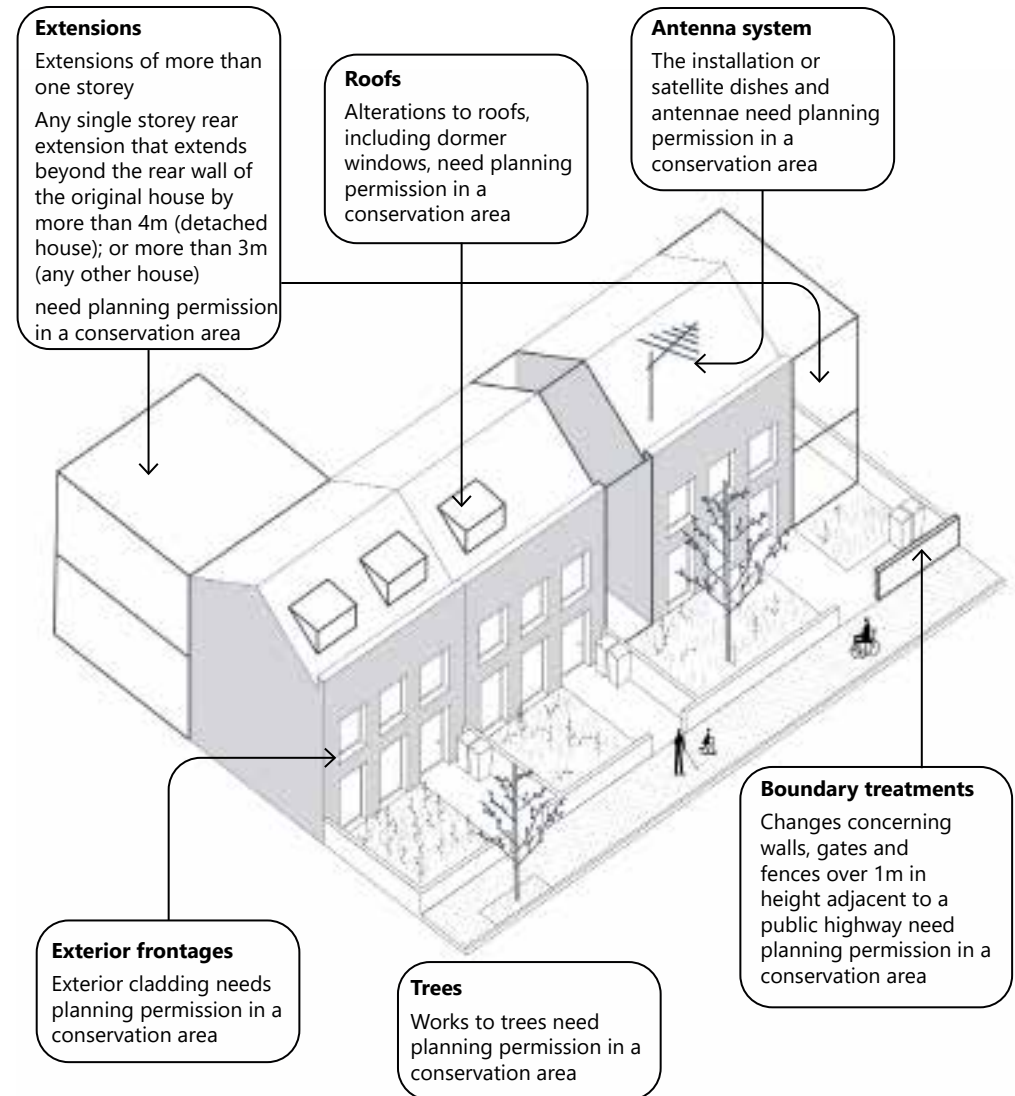 Extensions
Extensions of more than
one storey
Any single storey rear
extension that extends
beyond the rear wall of
the original house by
more than 4m (detached
house); or more than 3m
(any other house)
need planning permission
in a conservation area
Roofs
Alterations to roofs,
including dormer
windows, need planning
permission in a
conservation area
Antenna system
The installation or
satellite dishes and
antennae need planning
permission in a
conservation area
Exterior frontages
Exterior cladding needs
planning permission in a
conservation area
Trees
Works to trees need
planning permission in a
conservation area
Boundary treatments
Changes concerning
walls, gates and
fences over 1m in
height adjacent to a
public highway need
planning permission in a
conservation area